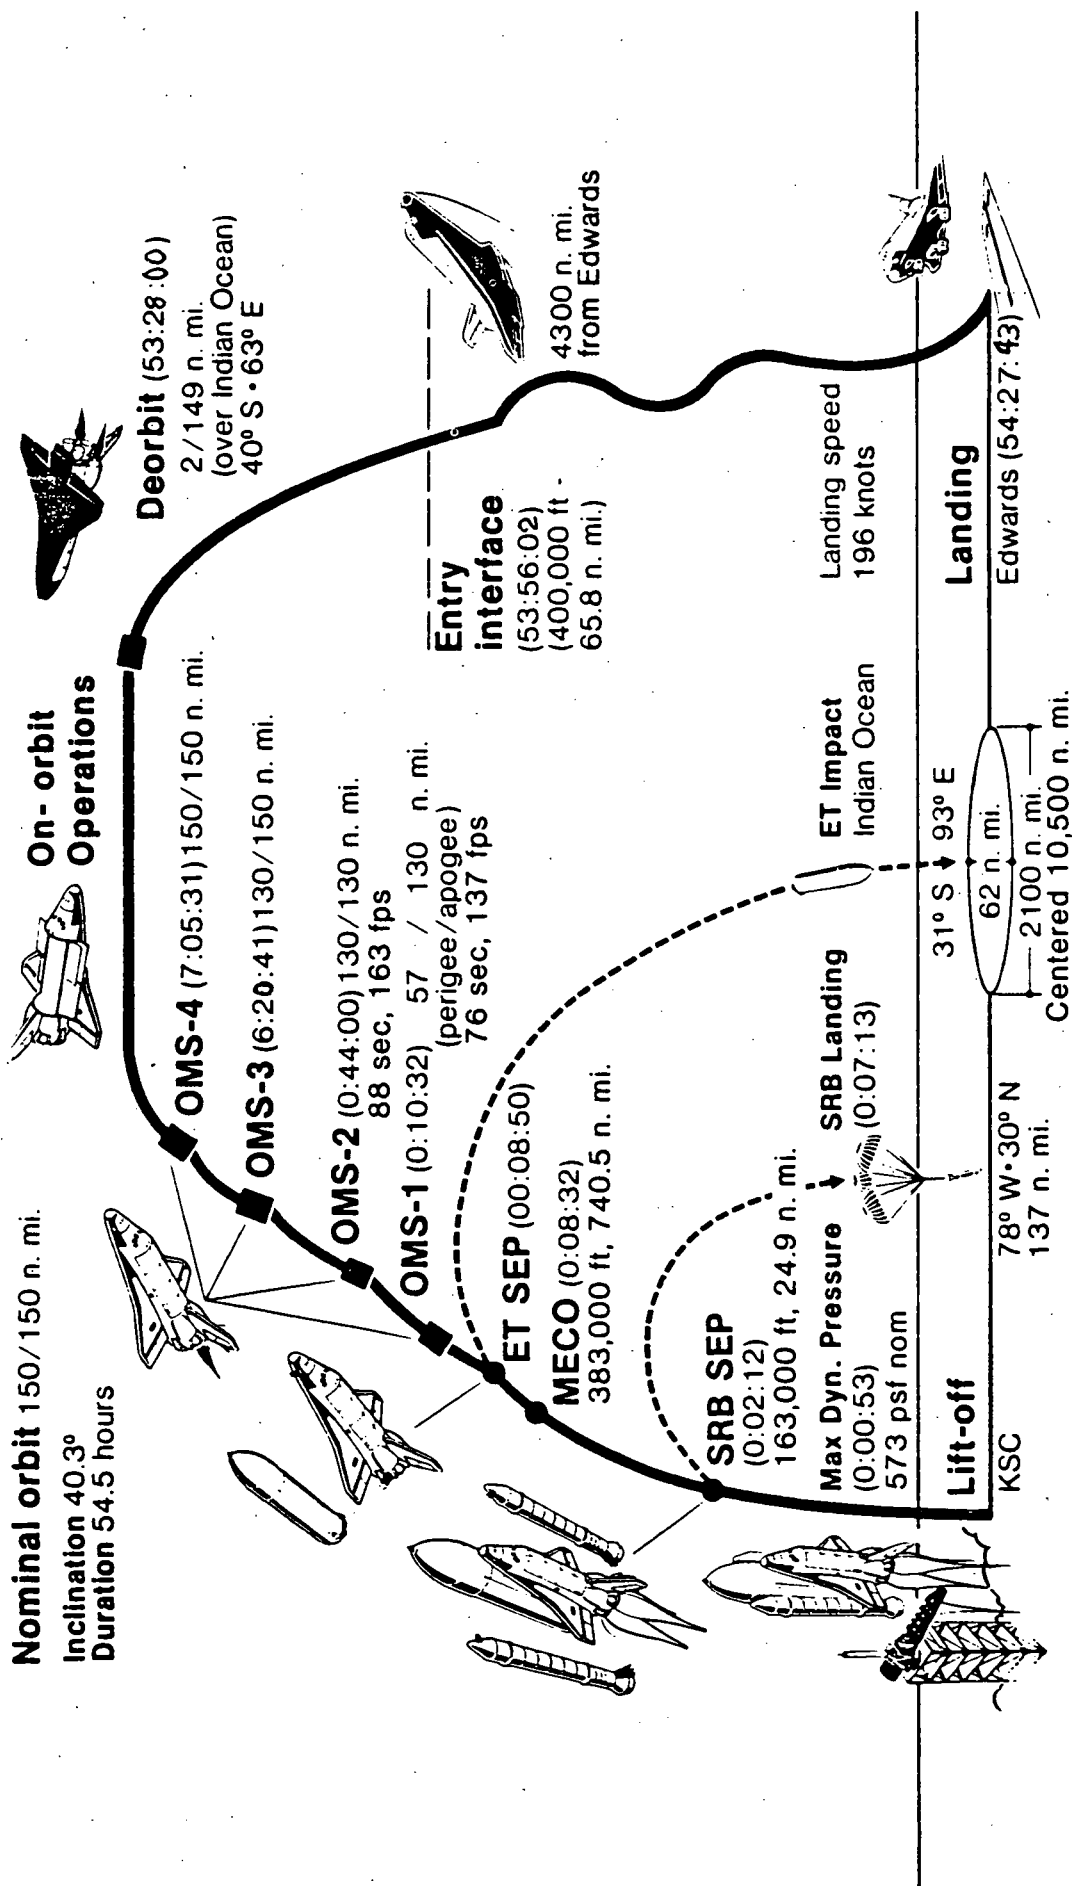 Nominal orbit 150/150 n. mi.
Inclination 40.3º
Duration 54.5 hours
On-orbit
Operations
OMS-4 (7:05:31) 150/150 n. mi.
OMS-3 (6:20:41) 130/150 n. mi.
OMS-2 (0:44:00) 130/130 n. mi.
88 sec, 163 fps
OMS-1 (0:10:32) 57 / 130 n. mi.
(perigee/apogee)
76 sec, 137 fps
ET SEP (00:08:50)
MECO (0:08:32)
383,000 ft, 740.5 n. mi.
SRB SEP
(0:02:12)
163,000 ft, 24.9 n. mi.
Max Dyn. Pressure
(0:00:53)
573 psf nom
Lift-off
KSC
SRB Landing
(0:07:13)
78º W•30º N
137 n. mi.
ET Impact
Indian Ocean
31º S 93º E
62 n. mi.
2100 n. mi.
Centered 10,500 n. mi.
Deorbit (53:28:00)
2/149 n. mi.
(over Indian Ocean)
40º S • 63º E
Entry
interface
(53:56:02)
(400,000 ft -
65.8 n. mi.)
4300 n. mi.
from Edwards
Landing speed
196 knots
Landing
Edwards (54:27:43)